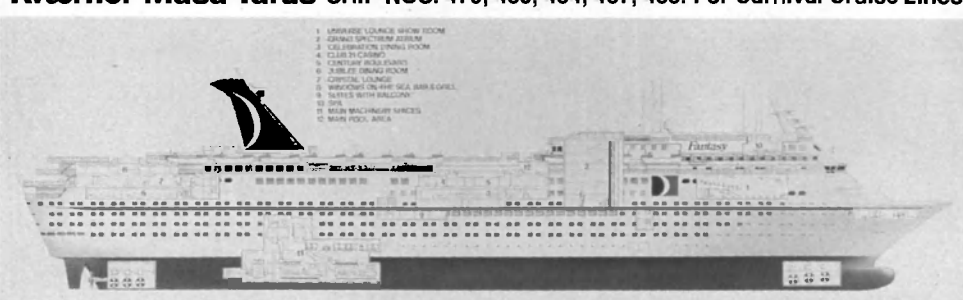 Kværner Masa-Yards SHIP NOS. 479, 480, 484, 487, 488. For Carnival Cruise Lines
1 UNIVERSE LOUNGE SHOW ROOM
2 GRAND SPECTRUM ATRIUM
3 CELEBRATION DINING ROOM
4 CLUB 21 CASINO
5 CENTURY BOULEVARD
6 JUBILEE DINING ROOM
7 CRYSTAL LOUNGE
8 WINDOWS ON THE SEA BAR & GRILL
9 SUITES WITH BALCONY
10 SPA
11 MAIN MACHINERY SPACES
12 MAIN POOL AREA
Fantasy